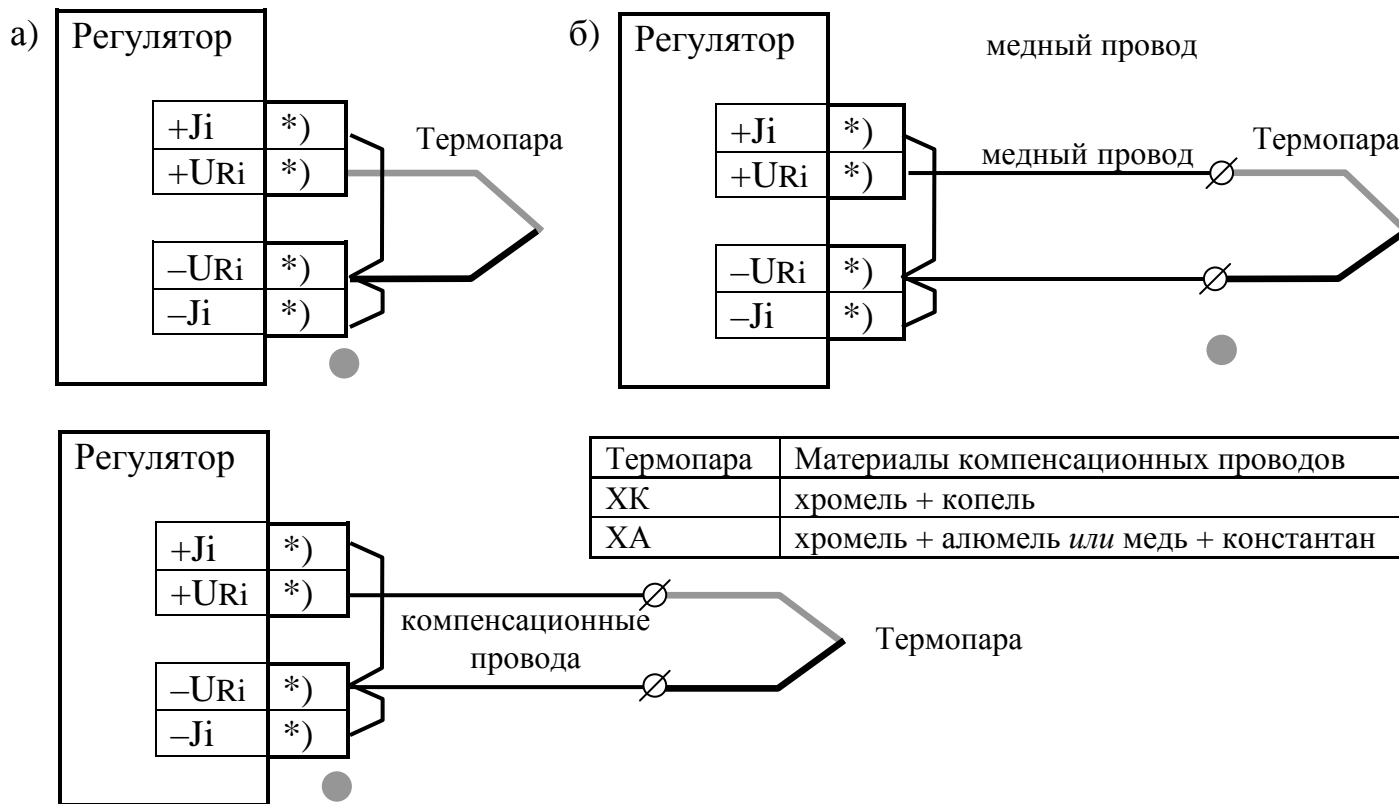 а)
Регулятор
+Ji *)
+URi *)
–URi *)
–Ji *)
Термопара
б)
Регулятор
медный провод
+Ji *)
+URi *)
–URi *)
–Ji *)
медный провод
Термопара
Регулятор
+Ji *)
+URi *)
–URi *)
–Ji *)
компенсационные
провода
Термопара
Термопара Материалы компенсационных проводов
ХК хромель + копель
ХА хромель + алюмель или медь + константан